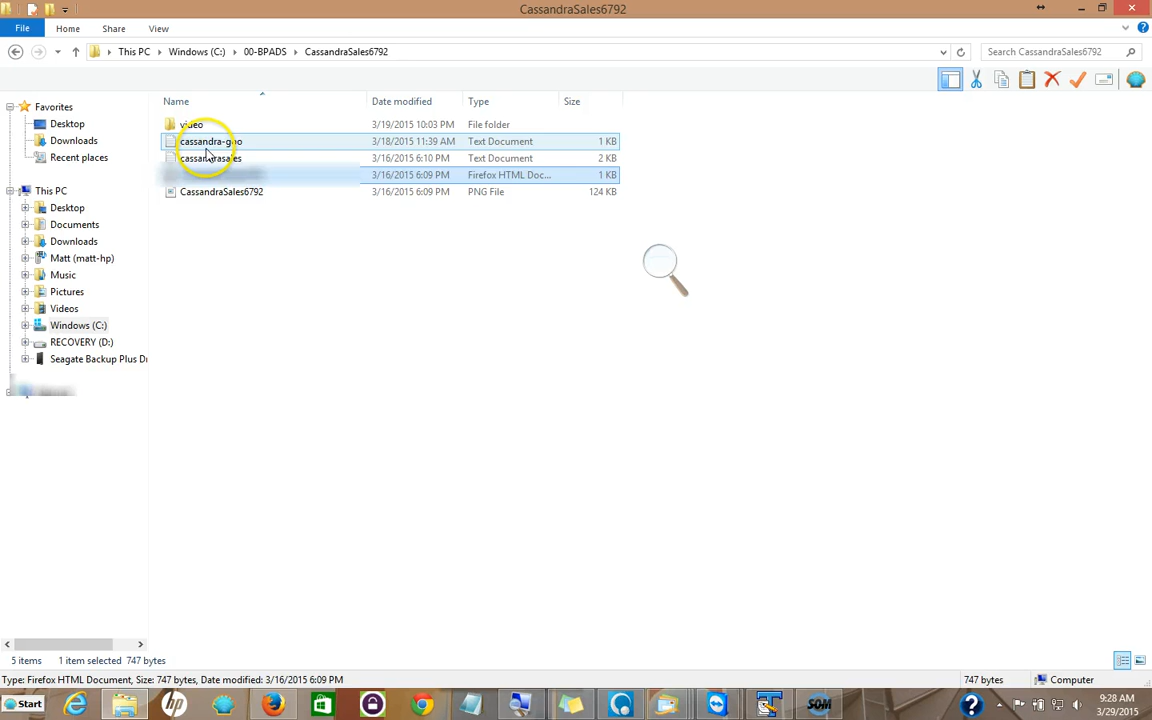 CassandraSales6792
File Home Share View
This PC Windows (C:) 00-BPADS CassandraSales6792 Search CassandraSales6792
Name Date modified Type Size
Favorites
Desktop
Downloads
Recent places
This PC
Desktop
Documents
Downloads
Matt (matt-hp)
Music
Pictures
Videos
Windows (C:)
RECOVERY (D:)
Seagate Backup Plus Dr
video 3/19/2015 10:03 PM File folder
3/18/2015 11:39 AM Text Document 1 KB
cassandrasales 3/16/2015 6:10 PM Text Document 2 KB
3/16/2015 6:09 PM Firefox HTML Doc... 1 KB
CassandraSales6792 3/16/2015 6:09 PM PNG File 124 KB
5 items 1 item selected 747 bytes
Type: Firefox HTML Document, Size: 747 bytes, Date modified: 3/16/2015 6:09 PM 747 bytes Computer
Start hp SOM 9:28 AM
3/29/2015